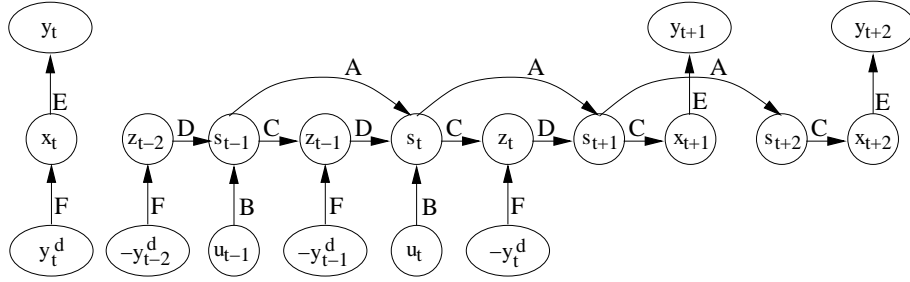 y_t y_{t+1} y_{t+2}
A A A
E E E
x_t z_{t−2} D s_{t−1} C z_{t−1} D s_t C z_t D s_{t+1} C x_{t+1} s_{t+2} C x_{t+2}
F F B F B F
y_t^d −y_{t−2}^d u_{t−1} −y_{t−1}^d u_t −y_t^d